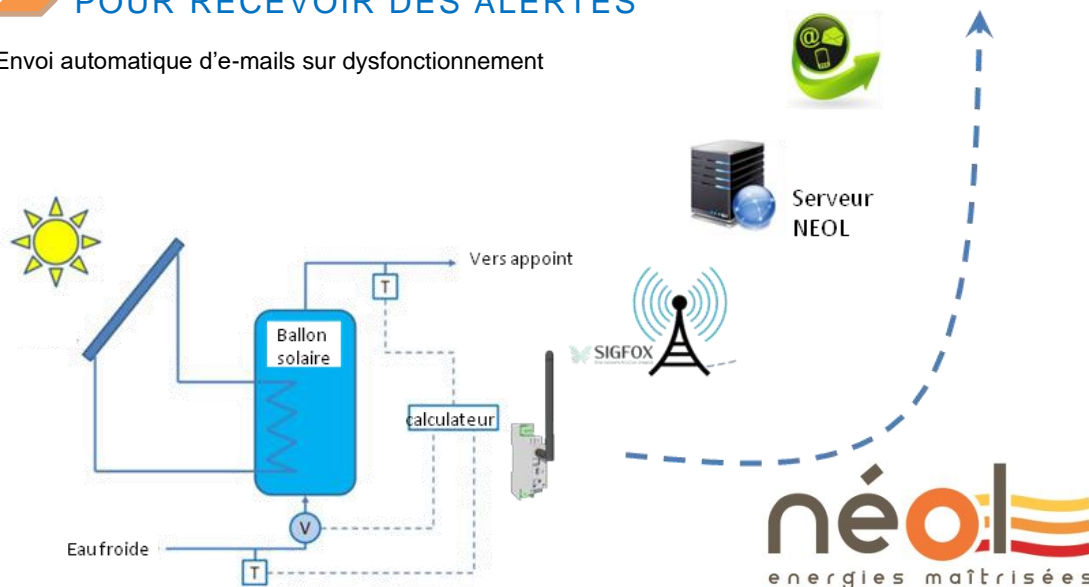 POUR RECEVOIR DES ALERTES
Envoi automatique d'e-mails sur dysfonctionnement
@
Serveur
NEOL
Vers appoint
T
Ballon
solaire
SIGFOX
calculateur
V
Eau froide
T
néol
energies maîtrisées